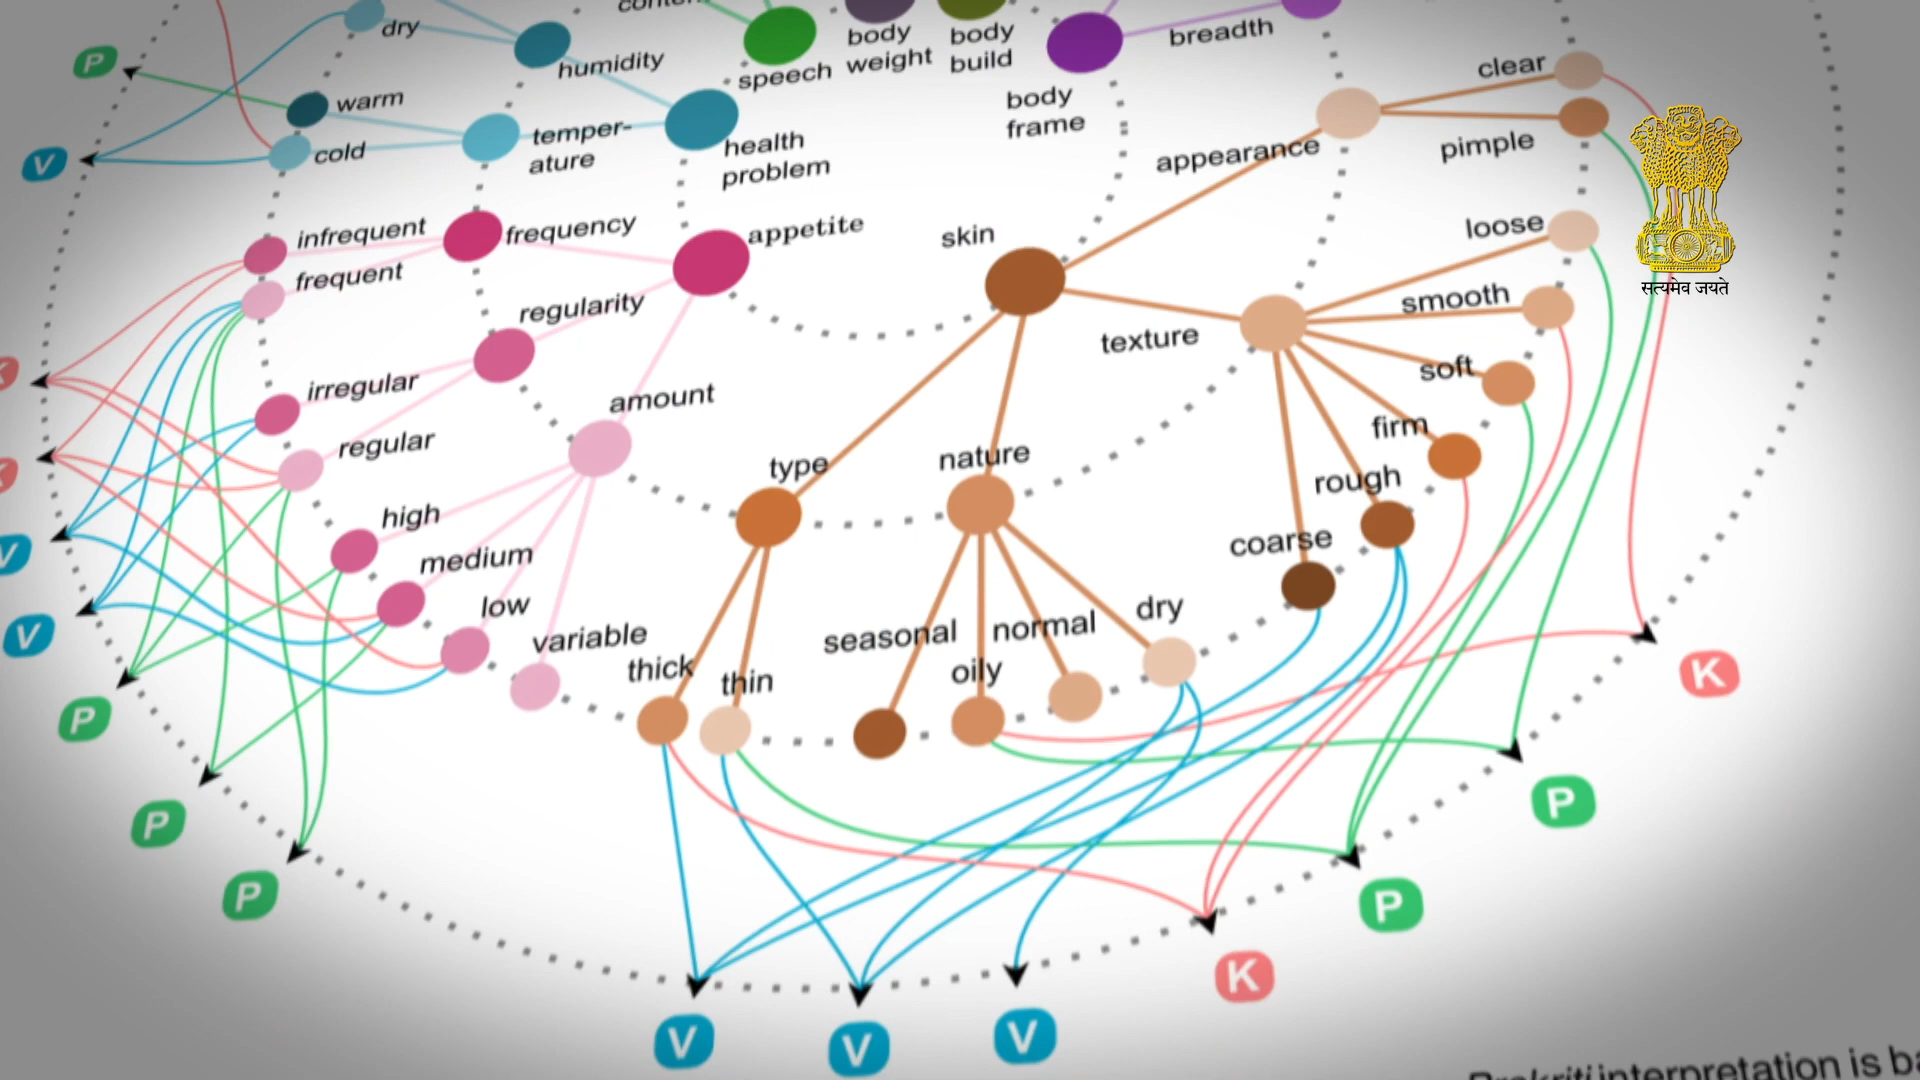 dry
P
humidity
speech
body
weight
body
build
breadth
clear
warm
body
frame
pimple
V
cold
temper-
ature
health
problem
appearance
infrequent
frequency
appetite
skin
loose
frequent
regularity
texture
smooth
सत्यमेव जयते
K
irregular
amount
soft
regular
type
nature
firm
K
high
rough
V
medium
coarse
low
variable
seasonal
normal
dry
V
thick
thin
oily
P
K
P
P
P
P
K
V
V
V
interpretation is